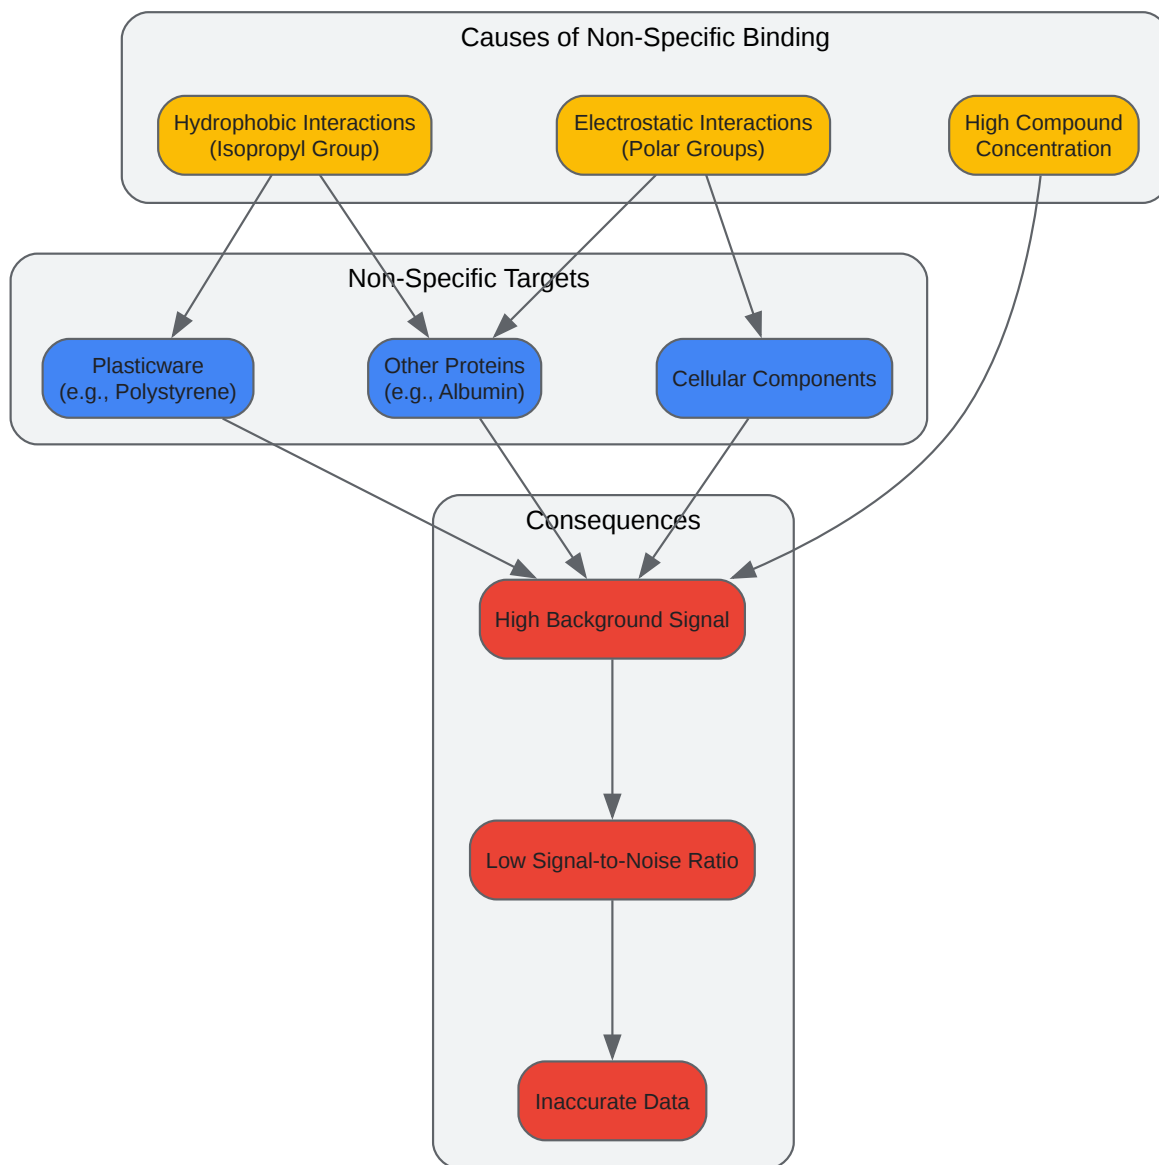 Causes of Non-Specific Binding
Hydrophobic Interactions
(Isopropyl Group)
Electrostatic Interactions
(Polar Groups)
High Compound
Concentration
Non-Specific Targets
Plasticware
(e.g., Polystyrene)
Other Proteins
(e.g., Albumin)
Cellular Components
Consequences
High Background Signal
Low Signal-to-Noise Ratio
Inaccurate Data